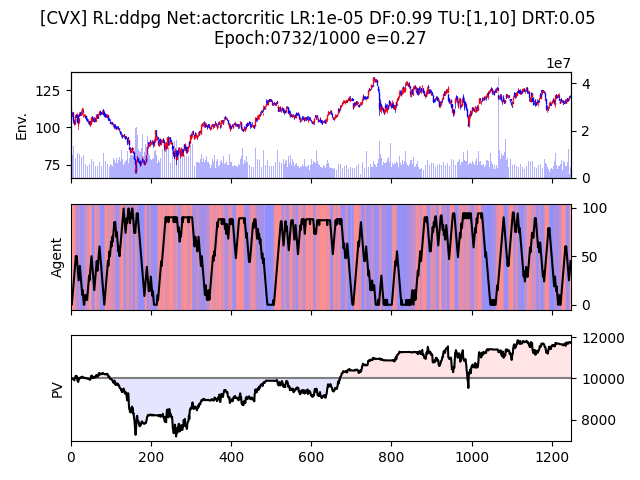 [CVX] RL:ddpg Net:actorcritic LR:1e-05 DF:0.99 TU:[1,10] DRT:0.05
Epoch:0732/1000 e=0.27
1e7
Env.
125
100
75
4
2
0
Agent
100
50
0
PV
12000
10000
8000
0 200 400 600 800 1000 1200